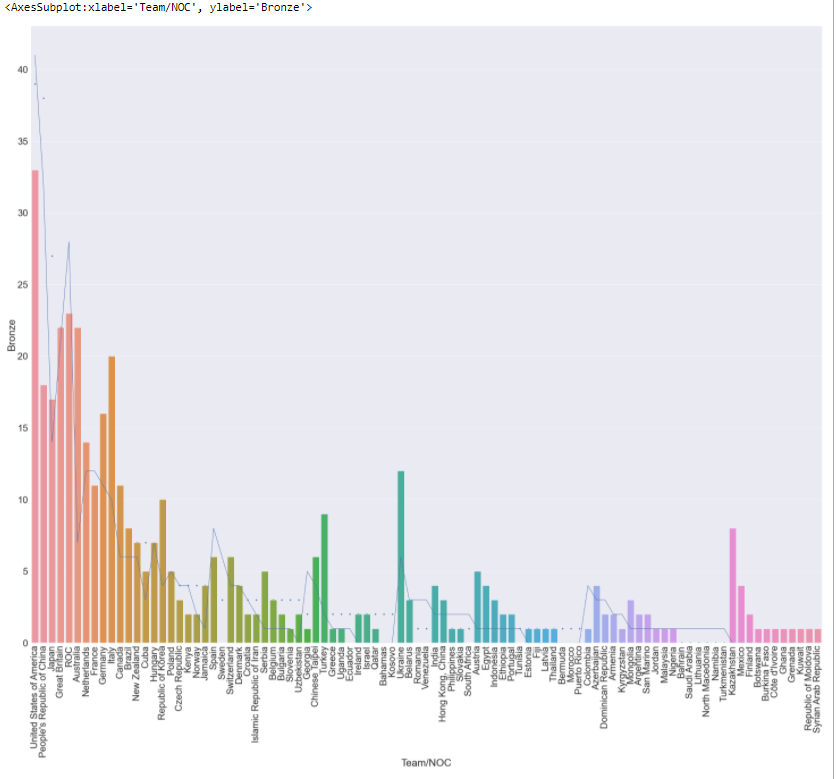 <AxesSubplot:xlabel='Team/NOC', ylabel='Bronze'>
40
35
30
25
20
15
10
5
0
Bronze
United States of America
People's Republic of China
Japan
Great Britain
ROC
Australia
Netherlands
France
Germany
Italy
Canada
Brazil
New Zealand
Cuba
Hungary
Republic of Korea
Poland
Czech Republic
Kenya
Norway
Jamaica
Spain
Sweden
Switzerland
Denmark
Croatia
Islamic Republic of Iran
Serbia
Belgium
Bulgaria
Slovenia
Uzbekistan
Georgia
Chinese Taipei
Turkey
Greece
Uganda
Ecuador
Ireland
Israel
Qatar
Bahamas
Kosovo
Ukraine
Belarus
Romania
Venezuela
India
Hong Kong, China
Philippines
Slovakia
South Africa
Austria
Egypt
Indonesia
Ethiopia
Portugal
Tunisia
Estonia
Fiji
Latvia
Thailand
Bermuda
Morocco
Puerto Rico
Colombia
Azerbaijan
Dominican Republic
Armenia
Kyrgyzstan
Mongolia
Argentina
San Marino
Jordan
Malaysia
Nigeria
Bahrain
Saudi Arabia
Lithuania
North Macedonia
Namibia
Turkmenistan
Kazakhstan
Mexico
Finland
Botswana
Burkina Faso
Côte d'Ivoire
Ghana
Grenada
Kuwait
Republic of Moldova
Syrian Arab Republic
Team/NOC